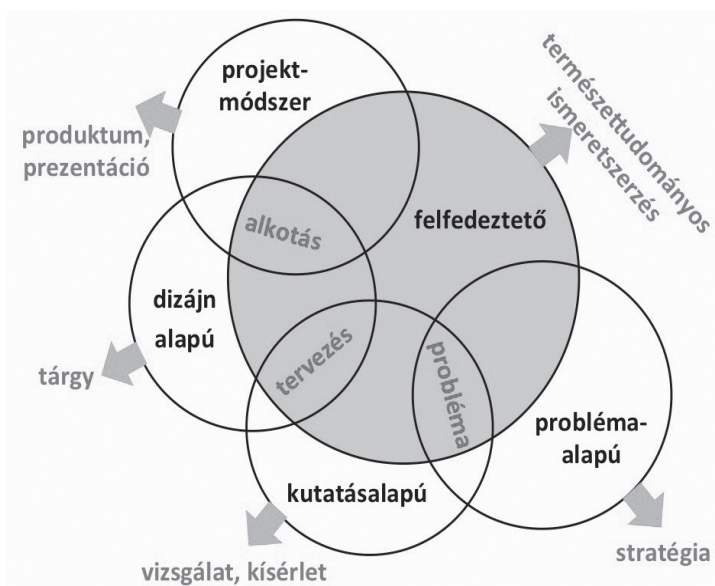 projekt-
módszer
természettudományos
ismeretszerzés
produktum,
prezentáció
alkotás
felfedeztető
dizájn
alapú
tervezés
probléma
tárgy
probléma-
alapú
kutatásalapú
stratégia
vizsgálat, kísérlet